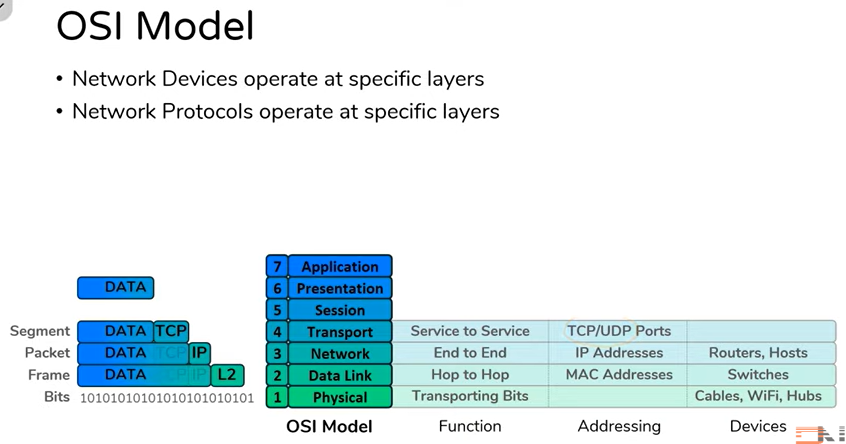 OSI Model
• Network Devices operate at specific layers
• Network Protocols operate at specific layers
7 Application
DATA 6 Presentation
5 Session
Segment DATA TCP 4 Transport Service to Service TCP/UDP Ports
Packet DATA TCP IP 3 Network End to End IP Addresses Routers, Hosts
Frame DATA TCP IP L2 2 Data Link Hop to Hop MAC Addresses Switches
Bits 1010101010101010101010101 1 Physical Transporting Bits Cables, WiFi, Hubs
OSI Model Function Addressing Devices